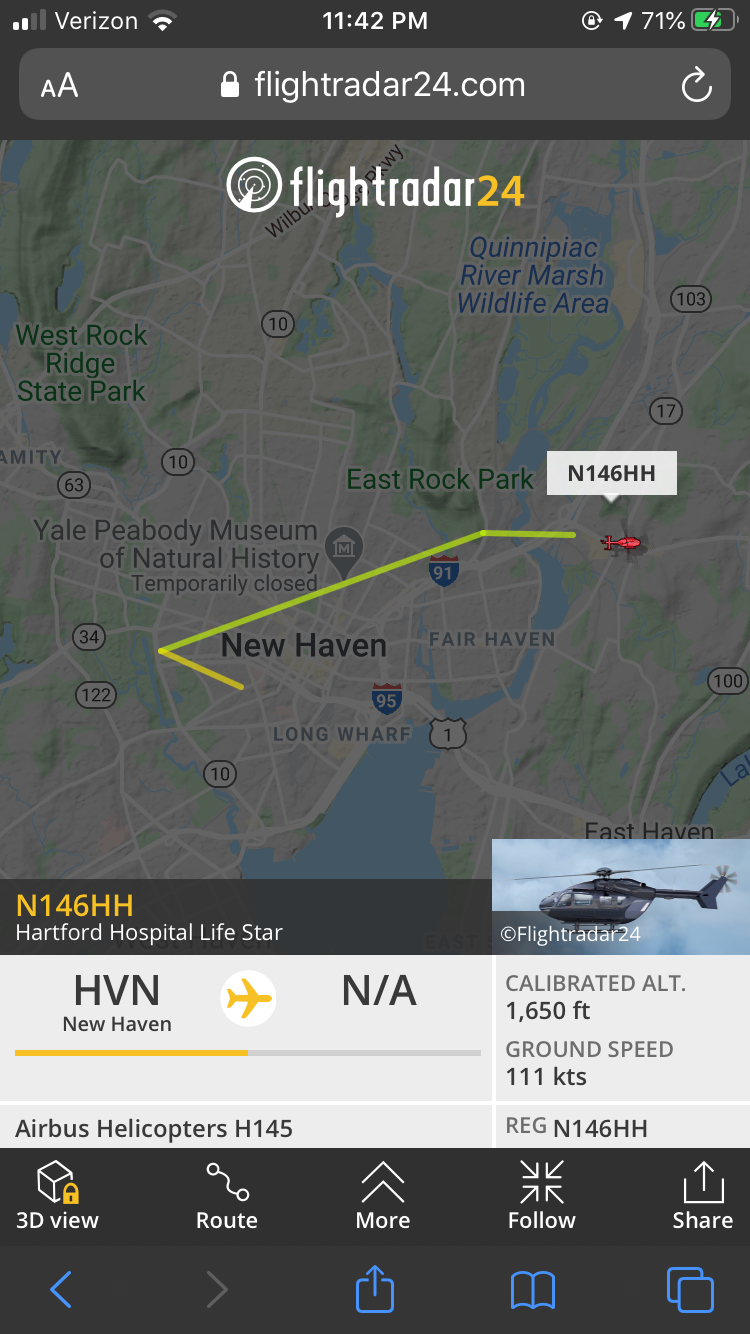 Verizon
11:42 PM
71%
AA
flightradar24.com
flightradar24
Wilbur Cross Pkwy
Quinnipiac
River Marsh
Wildlife Area
103
10
West Rock
Ridge
State Park
17
AMITY
10
63
East Rock Park
N146HH
Yale Peabody Museum
of Natural History
Temporarily closed
91
34
New Haven
FAIR HAVEN
122
95
100
LONG WHARF
1
10
East Haven
N146HH
Hartford Hospital Life Star
West Haven
EAST
©Flightradar24
HVN
New Haven
N/A
CALIBRATED ALT.
1,650 ft
GROUND SPEED
111 kts
Airbus Helicopters H145
REG N146HH
3D view
Route
More
Follow
Share